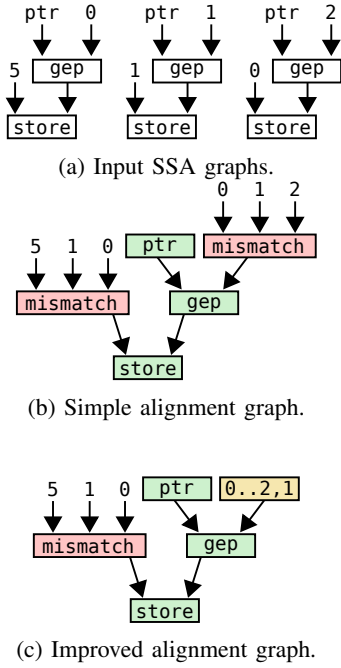 ptr 0 ptr 1 ptr 2
5 gep 1 gep 0 gep
store store store
(a) Input SSA graphs.
0 1 2
5 1 0 ptr mismatch
mismatch gep
store
(b) Simple alignment graph.
5 1 0 ptr 0..2,1
mismatch gep
store
(c) Improved alignment graph.